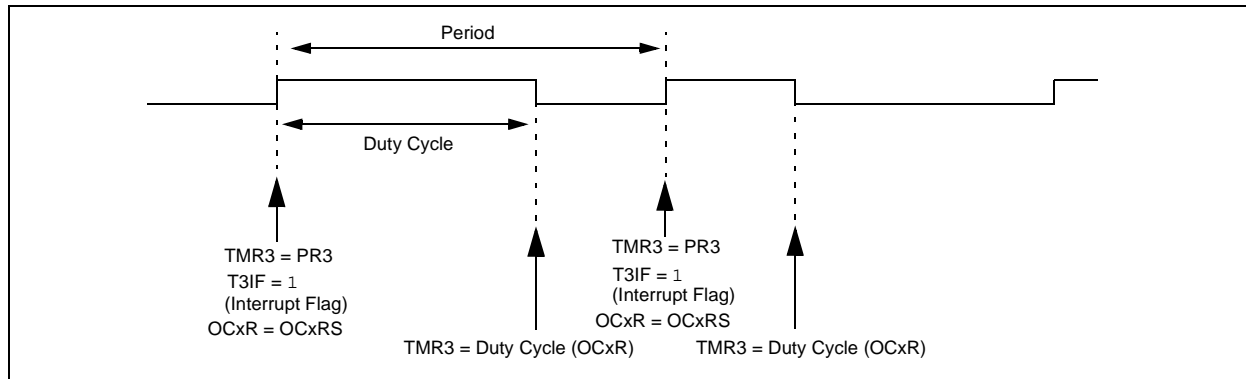 Period
Duty Cycle
TMR3 = PR3
T3IF = 1
(Interrupt Flag)
OCxR = OCxRS
TMR3 = Duty Cycle (OCxR)
TMR3 = PR3
T3IF = 1
(Interrupt Flag)
OCxR = OCxRS
TMR3 = Duty Cycle (OCxR)